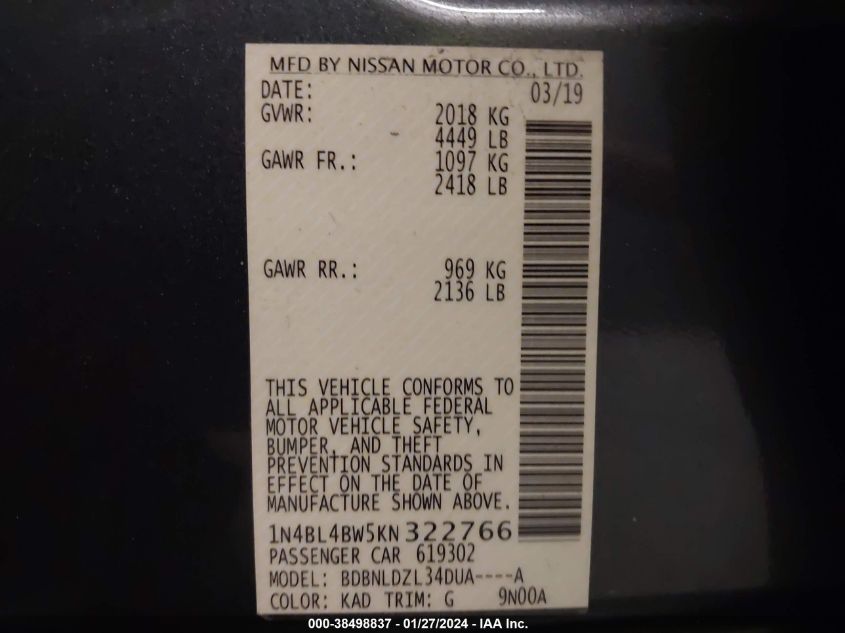 MFD BY NISSAN MOTOR CO., LTD.
DATE: 03/19
GVWR: 2018 KG
4449 LB
GAWR FR.: 1097 KG
2418 LB
GAWR RR.: 969 KG
2136 LB
THIS VEHICLE CONFORMS TO
ALL APPLICABLE FEDERAL
MOTOR VEHICLE SAFETY,
BUMPER, AND THEFT
PREVENTION STANDARDS IN
EFFECT ON THE DATE OF
MANUFACTURE SHOWN ABOVE.
1N4BL4BW5KN322766
PASSENGER CAR 619302
MODEL: BDBNLDZL34DUA----A
COLOR: KAD TRIM: G 9N00A
000-38498837 - 01/27/2024 - IAA Inc.